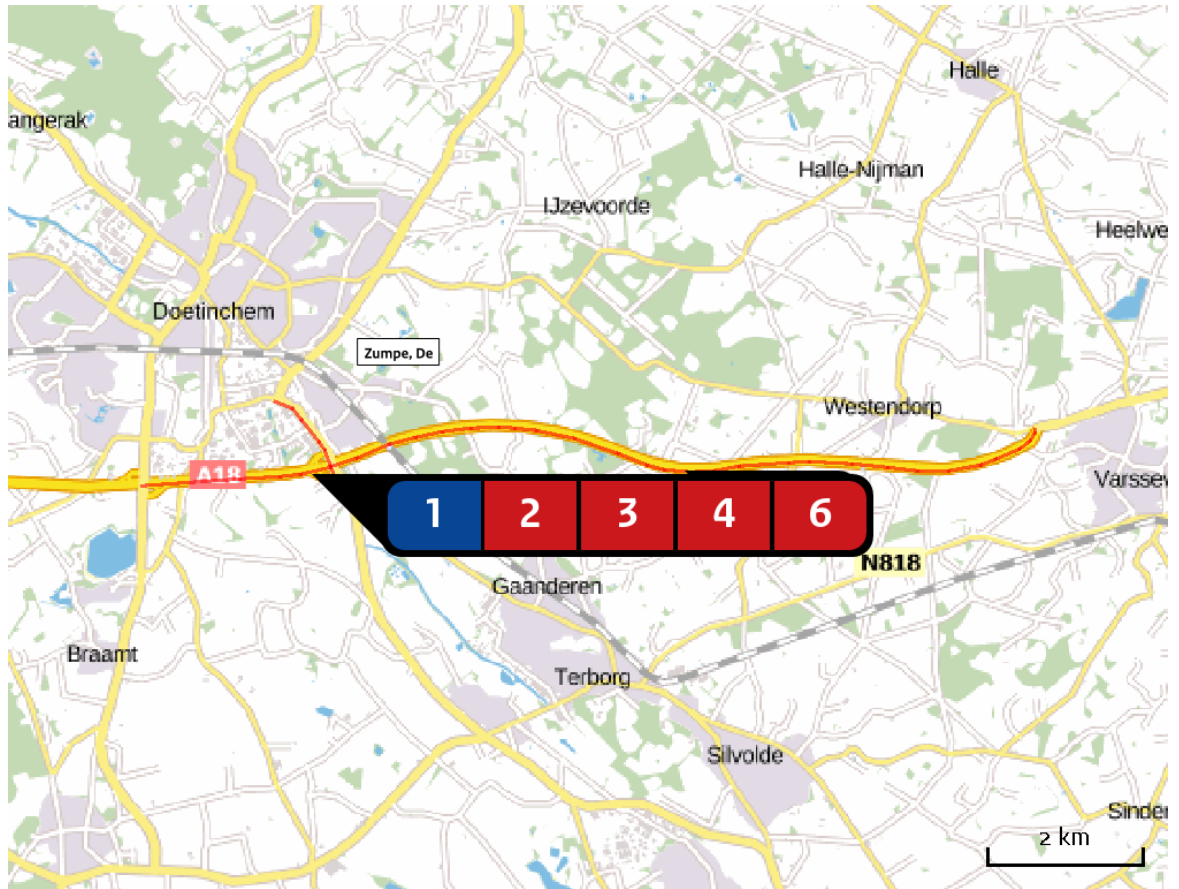 Halle
angerak
Halle-Nijman
IJzevoorde
Heelwe
Doetinchem
Zumpe, De
Westendorp
A18
Varssev
1 2 3 4 6
N818
Gaanderen
Braamt
Terborg
Silvolde
Sinder
2 km